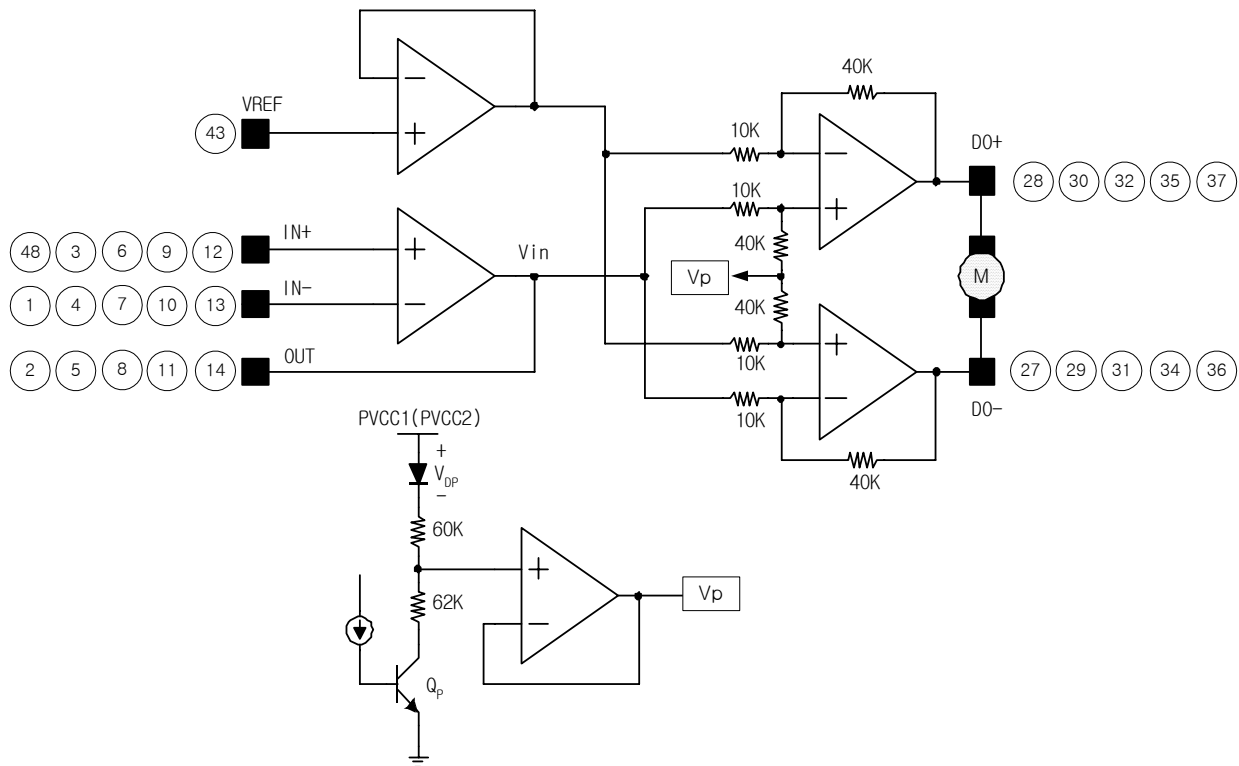 40K
VREF
43
10K
DO+
28 30 32 35 37
10K
IN+
48 3 6 9 12
Vin
40K
Vp
M
IN-
1 4 7 10 13
40K
OUT
2 5 8 11 14
10K
27 29 31 34 36
10K
DO-
PVCC1(PVCC2)
+
VDP
-
40K
60K
62K
Vp
QP
- + + - - + + - + -